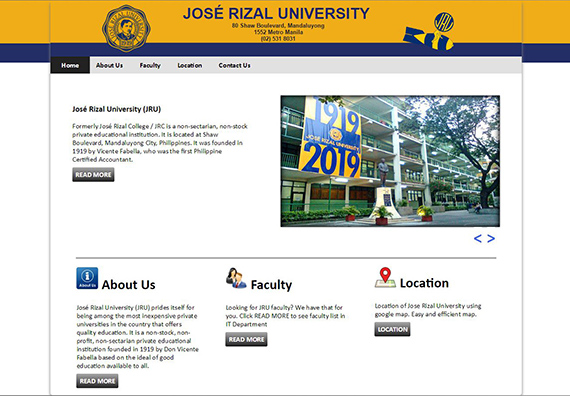 JOSÉ RIZAL UNIVERSITY
80 Shaw Boulevard, Mandaluyong
1552 Metro Manila
(02) 531 8031
JRU
Home
About Us
Faculty
Location
Contact Us
José Rizal University (JRU)
Formerly José Rizal College / JRC is a non-sectarian, non-stock
private educational institution. It is located at Shaw
Boulevard, Mandaluyong City, Philippines. It was founded in
1919 by Vicente Fabella, who was the first Philippine
Certified Accountant.
READ MORE
1919
JOSE RIZAL UNIVERSITY
2019
< >
About Us
About Us
José Rizal University (JRU) prides itself for
being among the most inexpensive private
universities in the country that offers
quality education. It is a non-stock, non-
profit, non-sectarian private educational
institution founded in 1919 by Don Vicente
Fabella based on the ideal of good
education available to all.
READ MORE
Faculty
Looking for JRU faculty? We have that for
you. Click READ MORE to see faculty list in
IT Department
READ MORE
Location
Location of Jose Rizal University using
google map. Easy and efficient map.
LOCATION